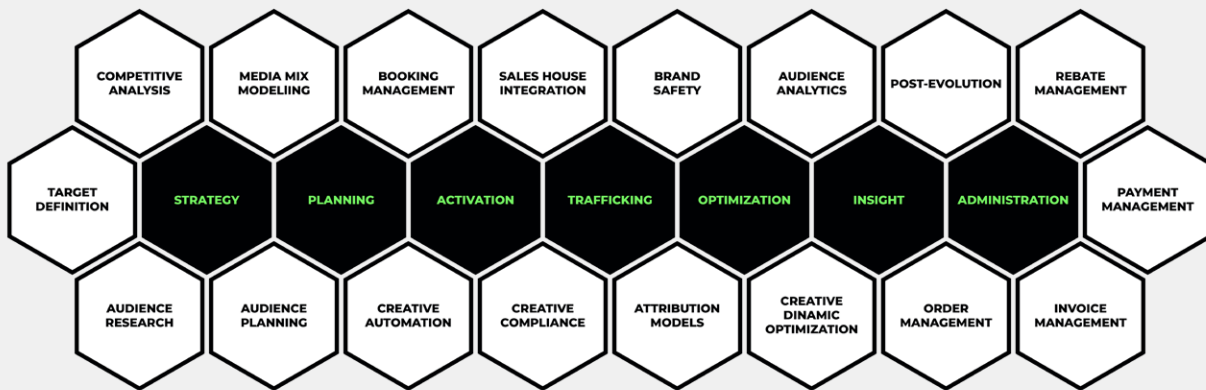 COMPETITIVE
ANALYSIS
MEDIA MIX
MODELIING
BOOKING
MANAGEMENT
SALES HOUSE
INTEGRATION
BRAND
SAFETY
AUDIENCE
ANALYTICS
POST-EVOLUTION
REBATE
MANAGEMENT
TARGET
DEFINITION
STRATEGY
PLANNING
ACTIVATION
TRAFFICKING
OPTIMIZATION
INSIGHT
ADMINISTRATION
PAYMENT
MANAGEMENT
AUDIENCE
RESEARCH
AUDIENCE
PLANNING
CREATIVE
AUTOMATION
CREATIVE
COMPLIANCE
ATTRIBUTION
MODELS
CREATIVE
DINAMIC
OPTIMIZATION
ORDER
MANAGEMENT
INVOICE
MANAGEMENT